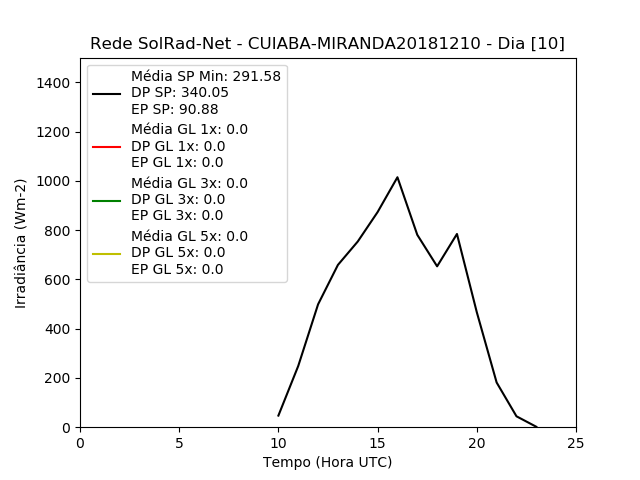 Rede SolRad-Net - CUIABA-MIRANDA20181210 - Dia [10]
Média SP Min: 291.58
DP SP: 340.05
EP SP: 90.88
Média GL 1x: 0.0
DP GL 1x: 0.0
EP GL 1x: 0.0
Média GL 3x: 0.0
DP GL 3x: 0.0
EP GL 3x: 0.0
Média GL 5x: 0.0
DP GL 5x: 0.0
EP GL 5x: 0.0
Irradiância (Wm-2)
1400
1200
1000
800
600
400
200
0
0 5 10 15 20 25
Tempo (Hora UTC)